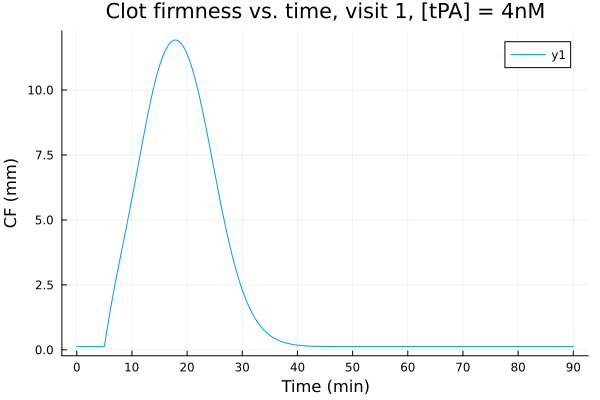 Clot firmness vs. time, visit 1, [tPA] = 4nM
y1
CF (mm)
10.0
7.5
5.0
2.5
0.0
0 10 20 30 40 50 60 70 80 90
Time (min)